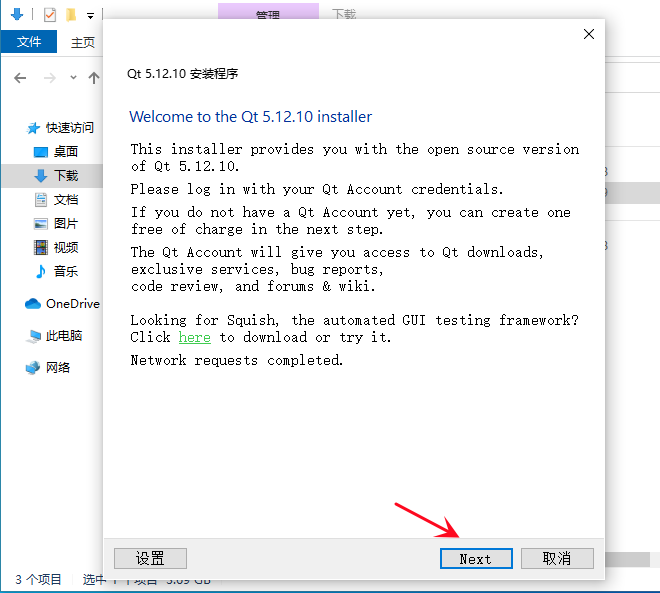 管理
下载
文件
主页
Qt 5.12.10 安装程序
Welcome to the Qt 5.12.10 installer
This installer provides you with the open source version
of Qt 5.12.10.
Please log in with your Qt Account credentials.
If you do not have a Qt Account yet, you can create one
free of charge in the next step.
The Qt Account will give you access to Qt downloads,
exclusive services, bug reports,
code review, and forums & wiki.
Looking for Squish, the automated GUI testing framework?
Click here to download or try it.
Network requests completed.
快速访问
桌面
下载
文档
图片
视频
音乐
OneDrive
此电脑
网络
设置
Next
取消
3 个项目
选中 1 个项目 3.69 GB